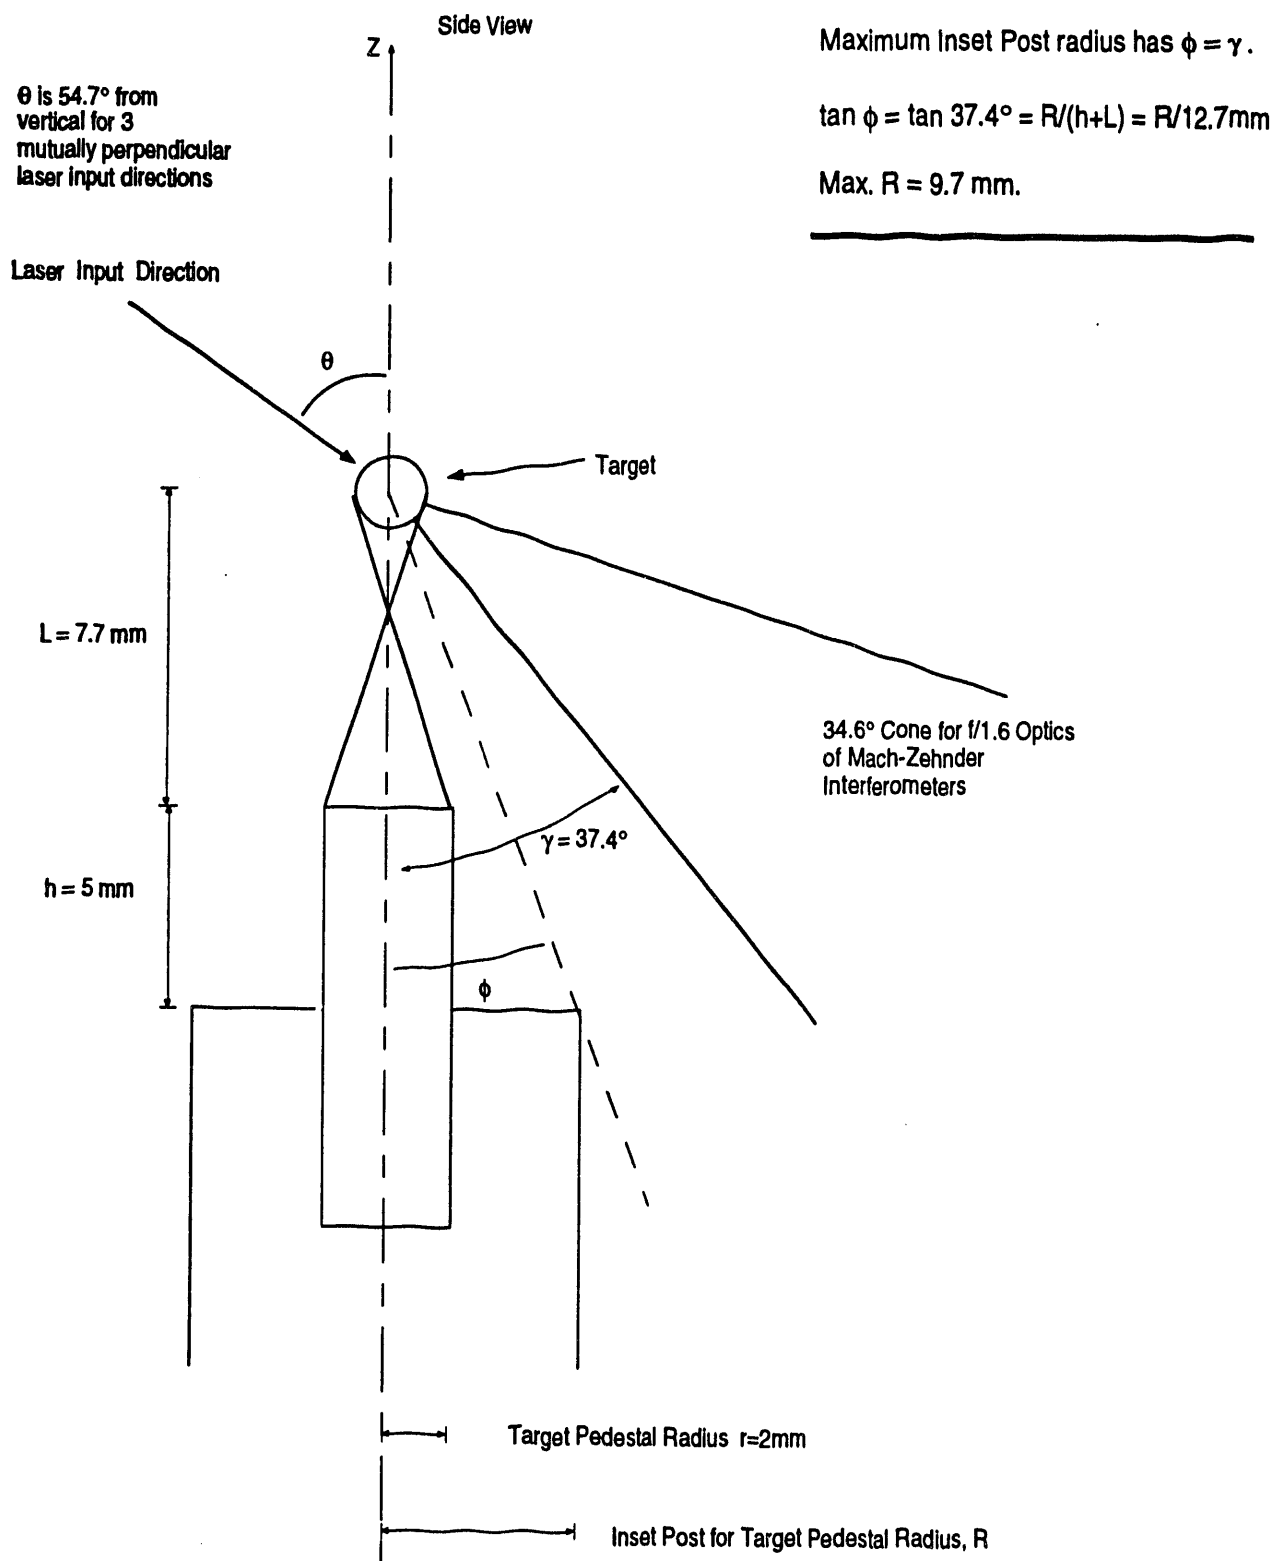 Side View
Z
Maximum Inset Post radius has ϕ = γ.
tan ϕ = tan 37.4° = R/(h+L) = R/12.7mm
Max. R = 9.7 mm.
θ is 54.7° from
vertical for 3
mutually perpendicular
laser input directions
Laser Input Direction
θ
Target
L = 7.7 mm
34.6° Cone for f/1.6 Optics
of Mach-Zehnder
Interferometers
γ = 37.4°
h = 5 mm
ϕ
Target Pedestal Radius r=2mm
Inset Post for Target Pedestal Radius, R